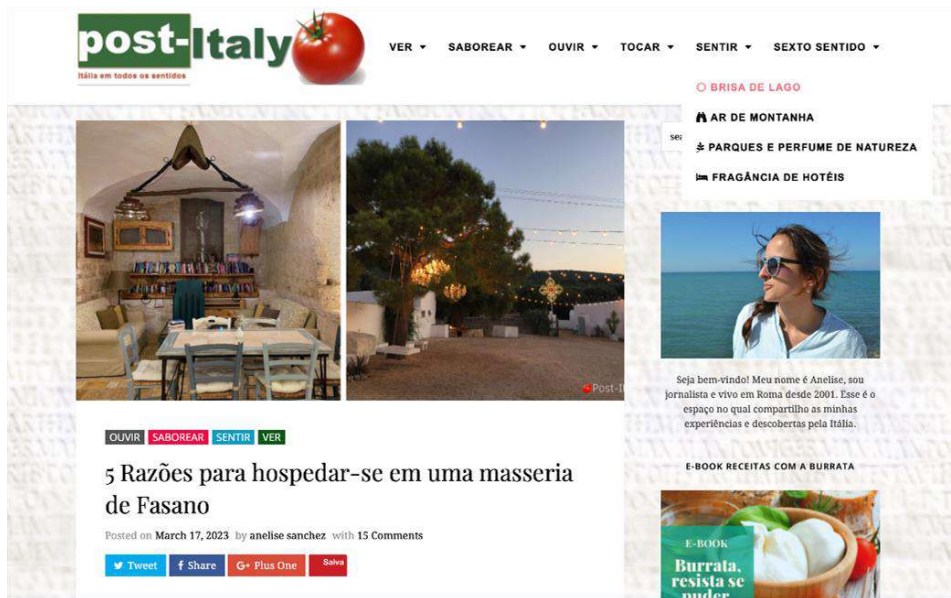 post-Italy
Itália em todos os sentidos
VER SABOREAR OUVIR TOCAR SENTIR SEXTO SENTIDO
BRISA DE LAGO
AR DE MONTANHA
PARQUES E PERFUME DE NATUREZA
FRAGÂNCIA DE HOTÉIS
Seja bem-vindo! Meu nome é Anelise, sou
jornalista e vivo em Roma desde 2001. Esse é o
espaço no qual compartilho as minhas
experiências e descobertas pela Itália.
OUVIR SABOREAR SENTIR VER
5 Razões para hospedar-se em uma masseria
de Fasano
Posted on March 17, 2023 by anelise sanchez with 15 Comments
Tweet Share G+ Plus One Salva
E-BOOK RECEITAS COM A BURRATA
E-BOOK
Burrata,
resista se
puder